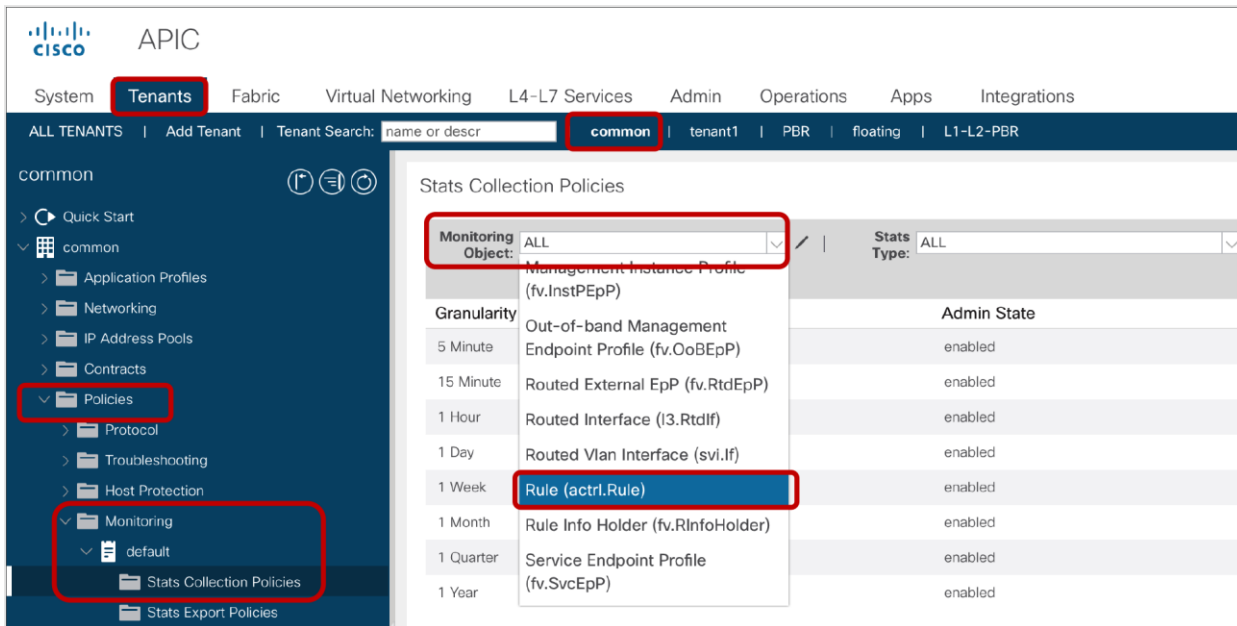 CISCO
APIC
System Tenants Fabric Virtual Networking L4-L7 Services Admin Operations Apps Integrations
ALL TENANTS | Add Tenant | Tenant Search: name or descr common | tenant1 | PBR | floating | L1-L2-PBR
common
Quick Start
common
Application Profiles
Networking
IP Address Pools
Contracts
Policies
Protocol
Troubleshooting
Host Protection
Monitoring
default
Stats Collection Policies
Stats Export Policies
Stats Collection Policies
Monitoring
Object:
ALL
Stats
Type:
ALL
Management Instance Profile
(fv.InstPEpP)
Out-of-band Management
Endpoint Profile (fv.OoBEpP)
Routed External EpP (fv.RtdEpP)
Routed Interface (l3.RtdIf)
Routed Vlan Interface (svi.If)
Rule (actrl.Rule)
Rule Info Holder (fv.RInfoHolder)
Service Endpoint Profile
(fv.SvcEpP)
Granularity Admin State
5 Minute enabled
15 Minute enabled
1 Hour enabled
1 Day enabled
1 Week enabled
1 Month enabled
1 Quarter enabled
1 Year enabled